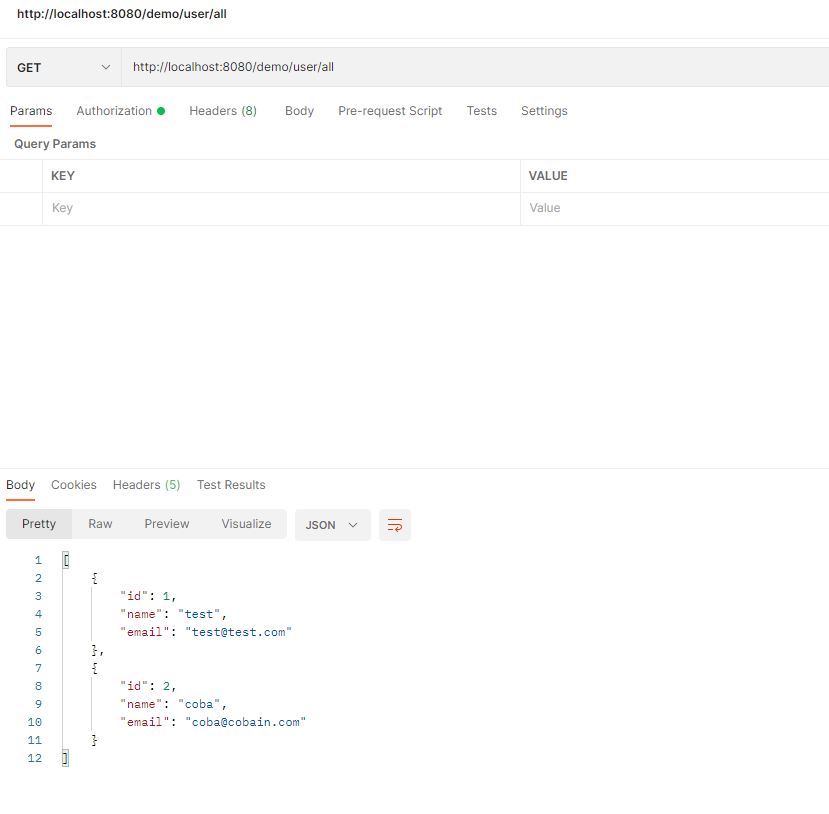 http://localhost:8080/demo/user/all
GET http://localhost:8080/demo/user/all
Params Authorization Headers (8) Body Pre-request Script Tests Settings
Query Params
KEY VALUE
Key Value
Body Cookies Headers (5) Test Results
Pretty Raw Preview Visualize JSON
1 [
2 {
3 "id": 1,
4 "name": "test",
5 "email": "test@test.com"
6 },
7 {
8 "id": 2,
9 "name": "coba",
10 "email": "coba@cobain.com"
11 }
12 ]